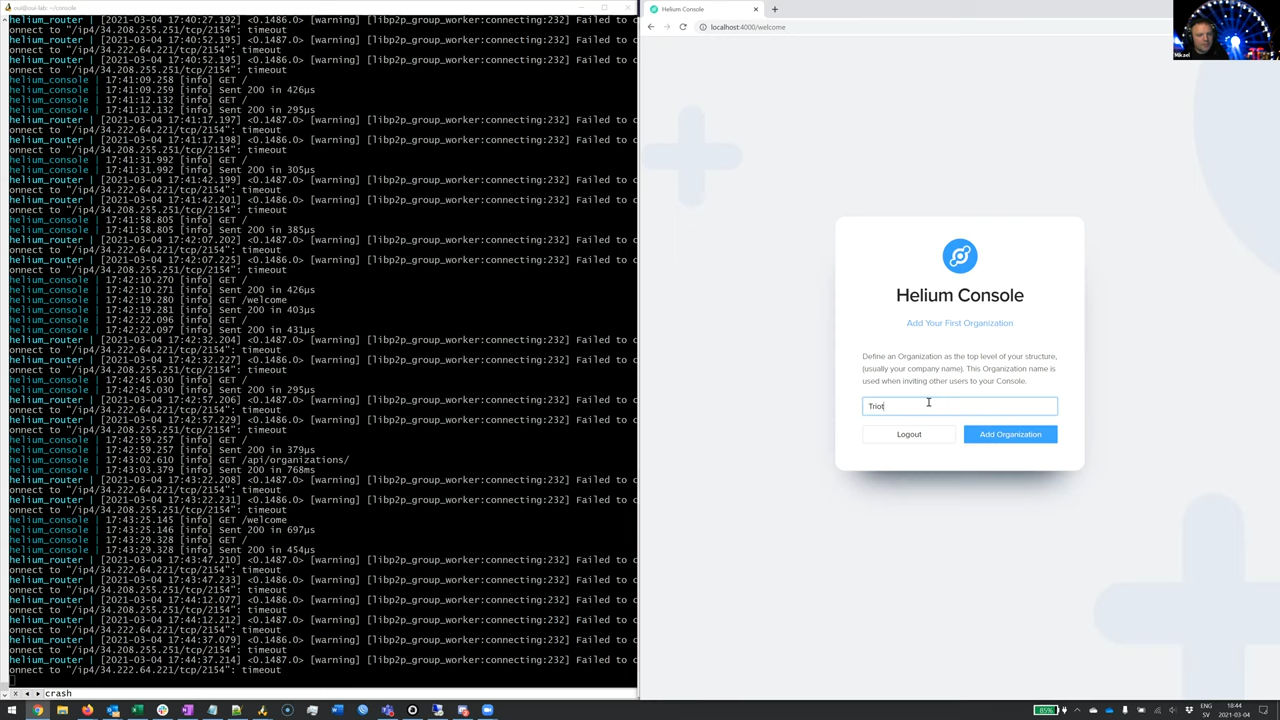 oui@oui-lab: ~/console
helium_router | [2021-03-04 17:40:27.192] <0.1487.0> [warning] [libp2p_group_worker:connecting:232] Failed to c
onnect to "/ip4/34.208.255.251/tcp/2154": timeout
helium_router | [2021-03-04 17:40:52.195] <0.1487.0> [warning] [libp2p_group_worker:connecting:232] Failed to c
onnect to "/ip4/34.222.64.221/tcp/2154": timeout
helium_router | [2021-03-04 17:40:52.199] <0.1486.0> [warning] [libp2p_group_worker:connecting:232] Failed to c
onnect to "/ip4/34.208.255.251/tcp/2154": timeout
helium_console | 17:41:09.258 [info] GET /
helium_console | 17:41:09.259 [info] Sent 200 in 426µs
helium_console | 17:41:12.132 [info] GET /
helium_console | 17:41:12.132 [info] Sent 200 in 295µs
helium_router | [2021-03-04 17:41:17.197] <0.1487.0> [warning] [libp2p_group_worker:connecting:232] Failed to c
onnect to "/ip4/34.222.64.221/tcp/2154": timeout
helium_router | [2021-03-04 17:41:17.198] <0.1486.0> [warning] [libp2p_group_worker:connecting:232] Failed to c
onnect to "/ip4/34.208.255.251/tcp/2154": timeout
helium_console | 17:41:31.992 [info] GET /
helium_console | 17:41:31.992 [info] Sent 200 in 305µs
helium_router | [2021-03-04 17:41:42.199] <0.1487.0> [warning] [libp2p_group_worker:connecting:232] Failed to c
onnect to "/ip4/34.222.64.221/tcp/2154": timeout
helium_router | [2021-03-04 17:41:42.201] <0.1486.0> [warning] [libp2p_group_worker:connecting:232] Failed to c
onnect to "/ip4/34.208.255.251/tcp/2154": timeout
helium_console | 17:41:58.805 [info] GET /
helium_console | 17:41:58.805 [info] Sent 200 in 385µs
helium_router | [2021-03-04 17:42:07.202] <0.1487.0> [warning] [libp2p_group_worker:connecting:232] Failed to c
onnect to "/ip4/34.222.64.221/tcp/2154": timeout
helium_router | [2021-03-04 17:42:07.225] <0.1486.0> [warning] [libp2p_group_worker:connecting:232] Failed to c
onnect to "/ip4/34.208.255.251/tcp/2154": timeout
helium_console | 17:42:10.270 [info] GET /
helium_console | 17:42:10.271 [info] Sent 200 in 426µs
helium_console | 17:42:19.280 [info] GET /welcome
helium_console | 17:42:19.281 [info] Sent 200 in 403µs
helium_console | 17:42:22.096 [info] GET /
helium_console | 17:42:22.097 [info] Sent 200 in 431µs
helium_router | [2021-03-04 17:42:32.204] <0.1487.0> [warning] [libp2p_group_worker:connecting:232] Failed to c
onnect to "/ip4/34.222.64.221/tcp/2154": timeout
helium_router | [2021-03-04 17:42:32.227] <0.1486.0> [warning] [libp2p_group_worker:connecting:232] Failed to c
onnect to "/ip4/34.208.255.251/tcp/2154": timeout
helium_console | 17:42:45.030 [info] GET /
helium_console | 17:42:45.030 [info] Sent 200 in 295µs
helium_router | [2021-03-04 17:42:57.206] <0.1487.0> [warning] [libp2p_group_worker:connecting:232] Failed to c
onnect to "/ip4/34.222.64.221/tcp/2154": timeout
helium_router | [2021-03-04 17:42:57.229] <0.1486.0> [warning] [libp2p_group_worker:connecting:232] Failed to c
onnect to "/ip4/34.208.255.251/tcp/2154": timeout
helium_console | 17:42:59.257 [info] GET /
helium_console | 17:42:59.257 [info] Sent 200 in 379µs
helium_console | 17:43:02.610 [info] GET /api/organizations/
helium_console | 17:43:03.379 [info] Sent 200 in 768ms
helium_router | [2021-03-04 17:43:22.208] <0.1487.0> [warning] [libp2p_group_worker:connecting:232] Failed to c
onnect to "/ip4/34.222.64.221/tcp/2154": timeout
helium_router | [2021-03-04 17:43:22.231] <0.1486.0> [warning] [libp2p_group_worker:connecting:232] Failed to c
onnect to "/ip4/34.208.255.251/tcp/2154": timeout
helium_console | 17:43:25.145 [info] GET /welcome
helium_console | 17:43:25.146 [info] Sent 200 in 697µs
helium_console | 17:43:29.328 [info] GET /
helium_console | 17:43:29.328 [info] Sent 200 in 454µs
helium_router | [2021-03-04 17:43:47.210] <0.1487.0> [warning] [libp2p_group_worker:connecting:232] Failed to c
onnect to "/ip4/34.222.64.221/tcp/2154": timeout
helium_router | [2021-03-04 17:43:47.233] <0.1486.0> [warning] [libp2p_group_worker:connecting:232] Failed to c
onnect to "/ip4/34.208.255.251/tcp/2154": timeout
helium_router | [2021-03-04 17:44:12.077] <0.1486.0> [warning] [libp2p_group_worker:connecting:232] Failed to c
onnect to "/ip4/34.208.255.251/tcp/2154": timeout
helium_router | [2021-03-04 17:44:12.212] <0.1487.0> [warning] [libp2p_group_worker:connecting:232] Failed to c
onnect to "/ip4/34.222.64.221/tcp/2154": timeout
helium_router | [2021-03-04 17:44:37.079] <0.1486.0> [warning] [libp2p_group_worker:connecting:232] Failed to c
onnect to "/ip4/34.208.255.251/tcp/2154": timeout
helium_router | [2021-03-04 17:44:37.214] <0.1487.0> [warning] [libp2p_group_worker:connecting:232] Failed to c
onnect to "/ip4/34.222.64.221/tcp/2154": timeout
crash
Helium Console
localhost:4000/welcome
Mikael
Helium Console
Add Your First Organization
Define an Organization as the top level of your structure,
(usually your company name). This Organization name is
used when inviting other users to your Console.
Triot
Logout
Add Organization
85%
ENG
SV
18:44
2021-03-04